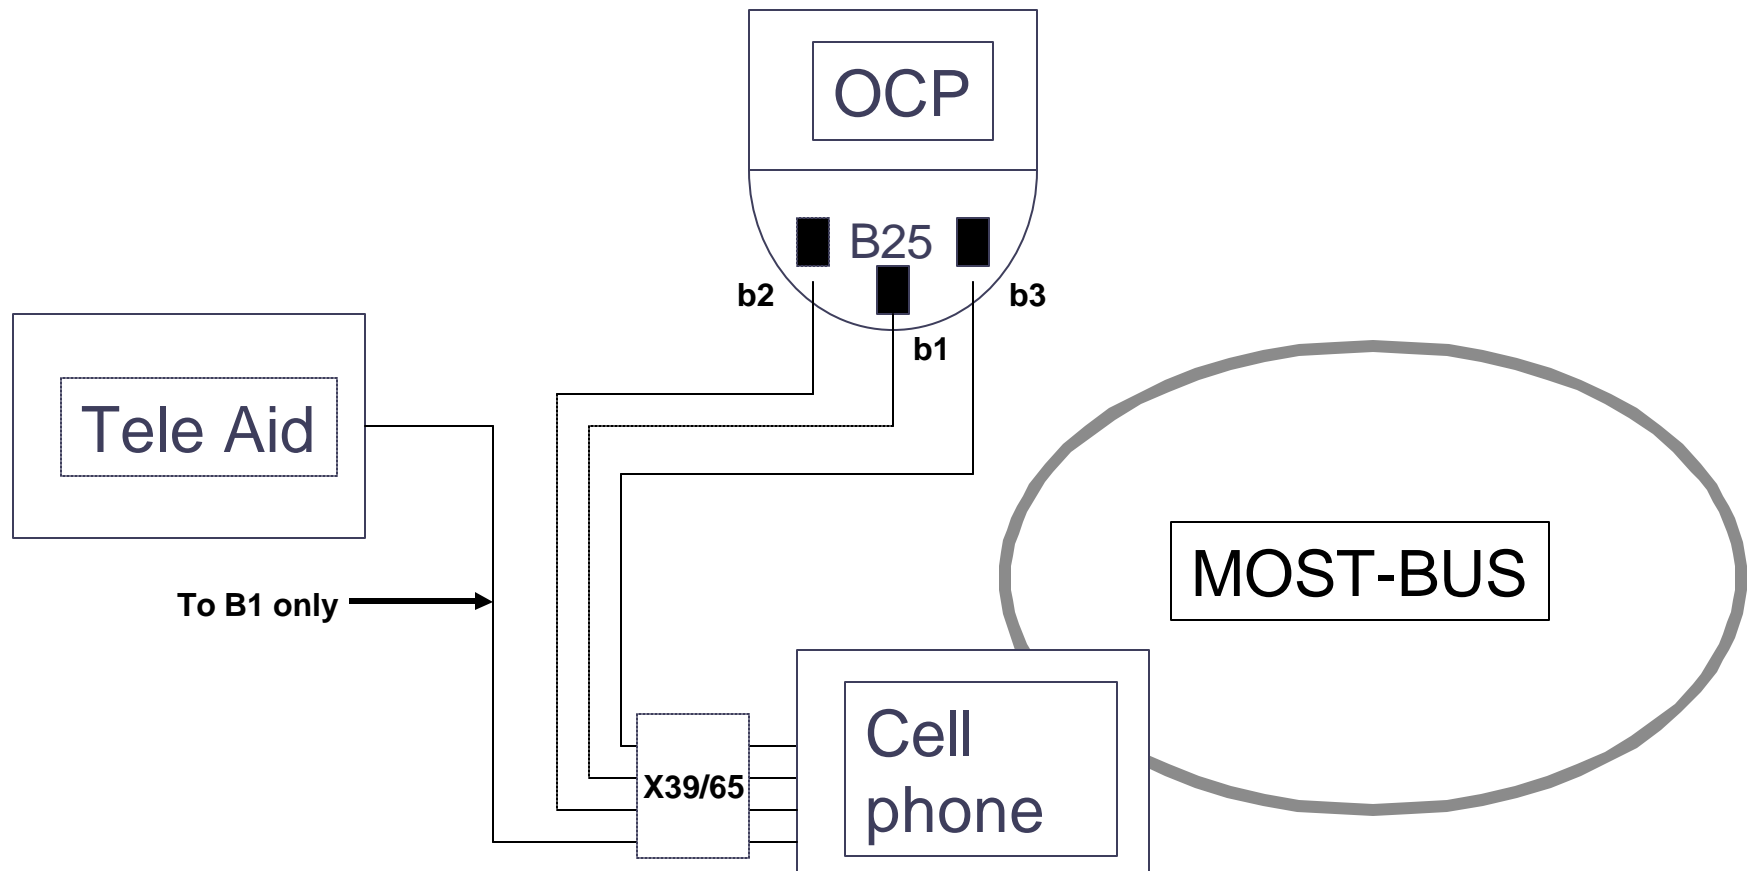 OCP
B25
b2
b3
b1
Tele Aid
MOST-BUS
To B1 only
Cell
phone
X39/65